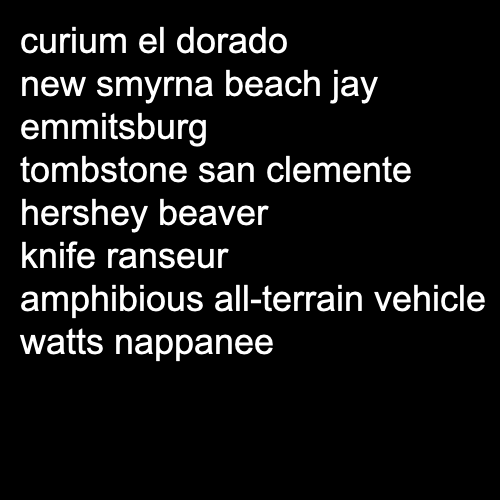 curium el dorado
new smyrna beach jay
emmitsburg
tombstone san clemente
hershey beaver
knife ranseur
amphibious all-terrain vehicle
watts nappanee